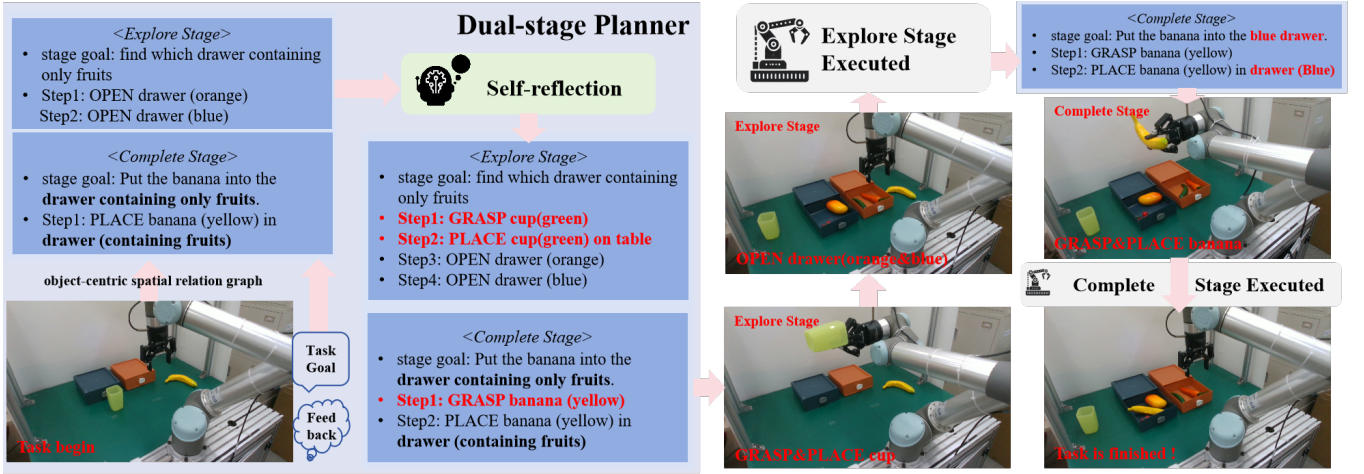 Dual-stage Planner
<Explore Stage>
• stage goal: find which drawer containing
only fruits
• Step1: OPEN drawer (orange)
Step2: OPEN drawer (blue)
<Complete Stage>
• stage goal: Put the banana into the
drawer containing only fruits.
• Step1: PLACE banana (yellow) in
drawer (containing fruits)
object-centric spatial relation graph
Task begin
Task
Goal
Feed
back
Self-reflection
<Explore Stage>
• stage goal: find which drawer containing
only fruits
• Step1: GRASP cup(green)
• Step2: PLACE cup(green) on table
• Step3: OPEN drawer (orange)
• Step4: OPEN drawer (blue)
<Complete Stage>
• stage goal: Put the banana into the
drawer containing only fruits.
• Step1: GRASP banana (yellow)
• Step2: PLACE banana (yellow) in
drawer (containing fruits)
Explore Stage
GRASP&PLACE cup
Explore Stage
OPEN drawer(orange&blue)
Explore Stage
Executed
<Complete Stage>
• stage goal: Put the banana into the blue drawer.
• Step1: GRASP banana (yellow)
• Step2: PLACE banana (yellow) in drawer (Blue)
Complete Stage
GRASP&PLACE banana
Complete Stage Executed
Task is finished !